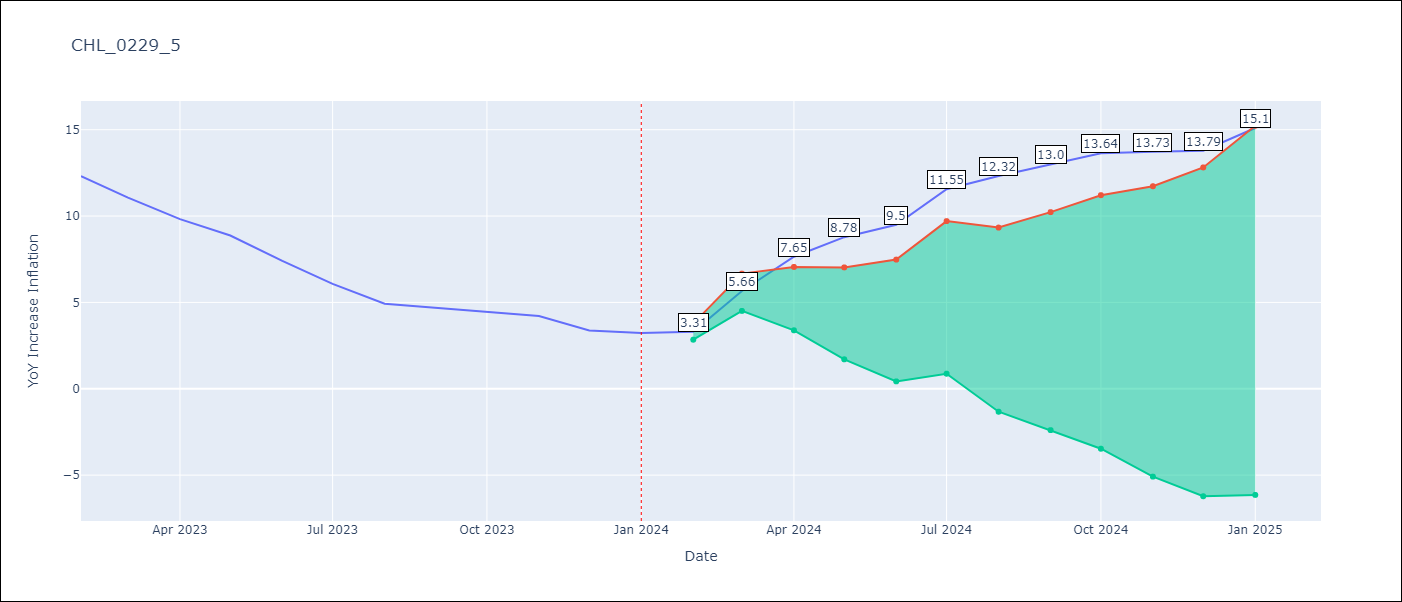 CHL_0229_5
YoY Increase Inflation
15
10
5
0
−5
3.31
5.66
7.65
8.78
9.5
11.55
12.32
13.0
13.64
13.73
13.79
15.1
Apr 2023
Jul 2023
Oct 2023
Jan 2024
Apr 2024
Jul 2024
Oct 2024
Jan 2025
Date